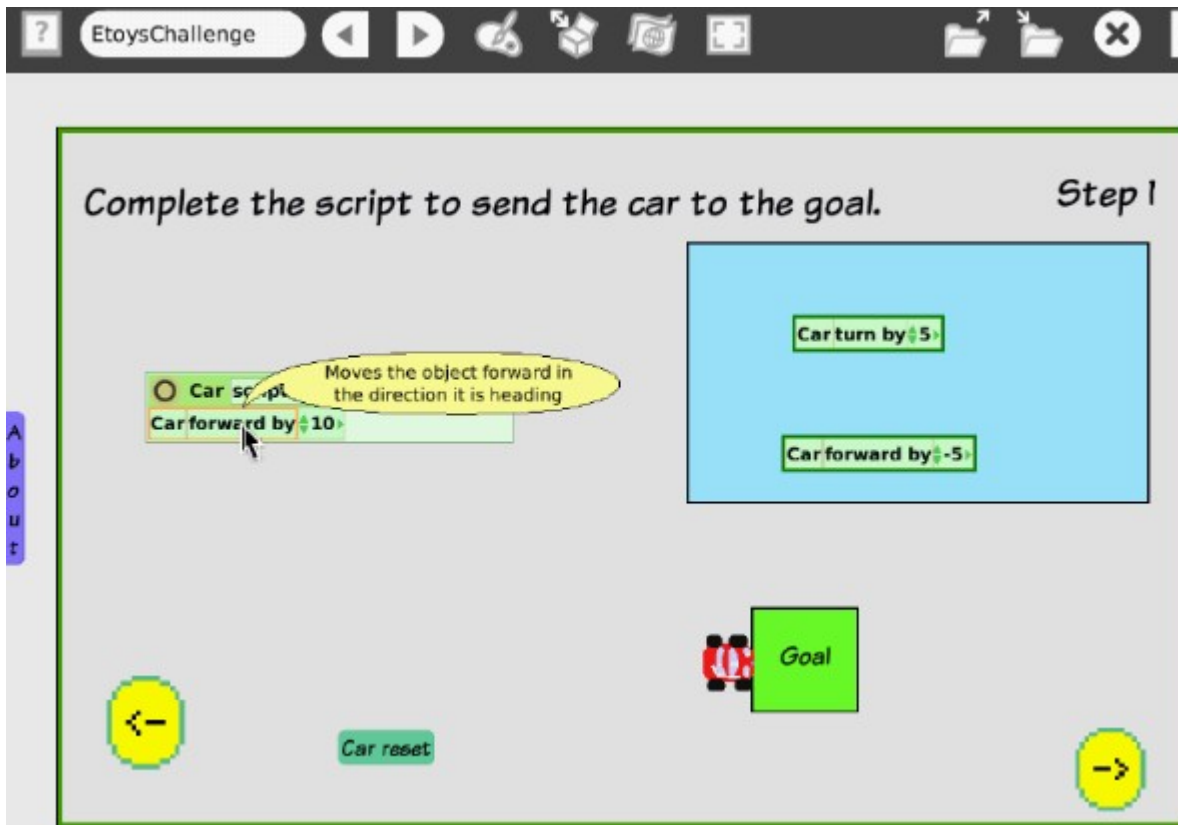 ?
EtoysChallenge
Complete the script to send the car to the goal.
Step 1
Car turn by 5
Moves the object forward in
the direction it is heading
Car script
Car forward by 10
Car forward by -5
About
Goal
<-
Car reset
->